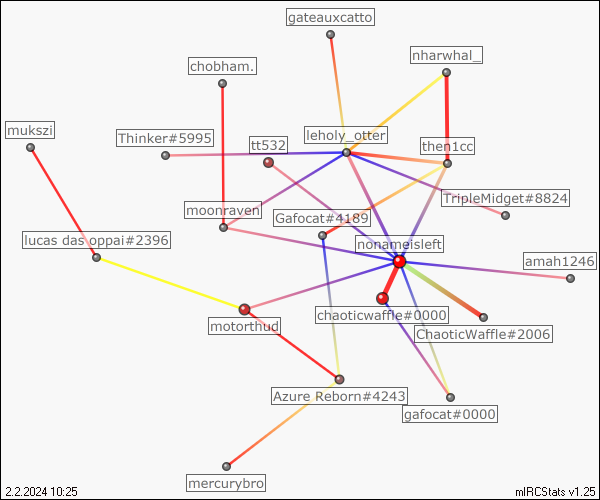 gateauxcatto
nharwhal_
chobham.
mukszi
Thinker#5995
leholy_otter
tt532
then1cc
TripleMidget#8824
moonraven
Gafocat#4189
lucas das oppai#2396
nonameisleft
amah1246
chaoticwaffle#0000
motorthud
ChaoticWaffle#2006
Azure Reborn#4243
gafocat#0000
mercurybro
2.2.2024 10:25
mIRCStats v1.25